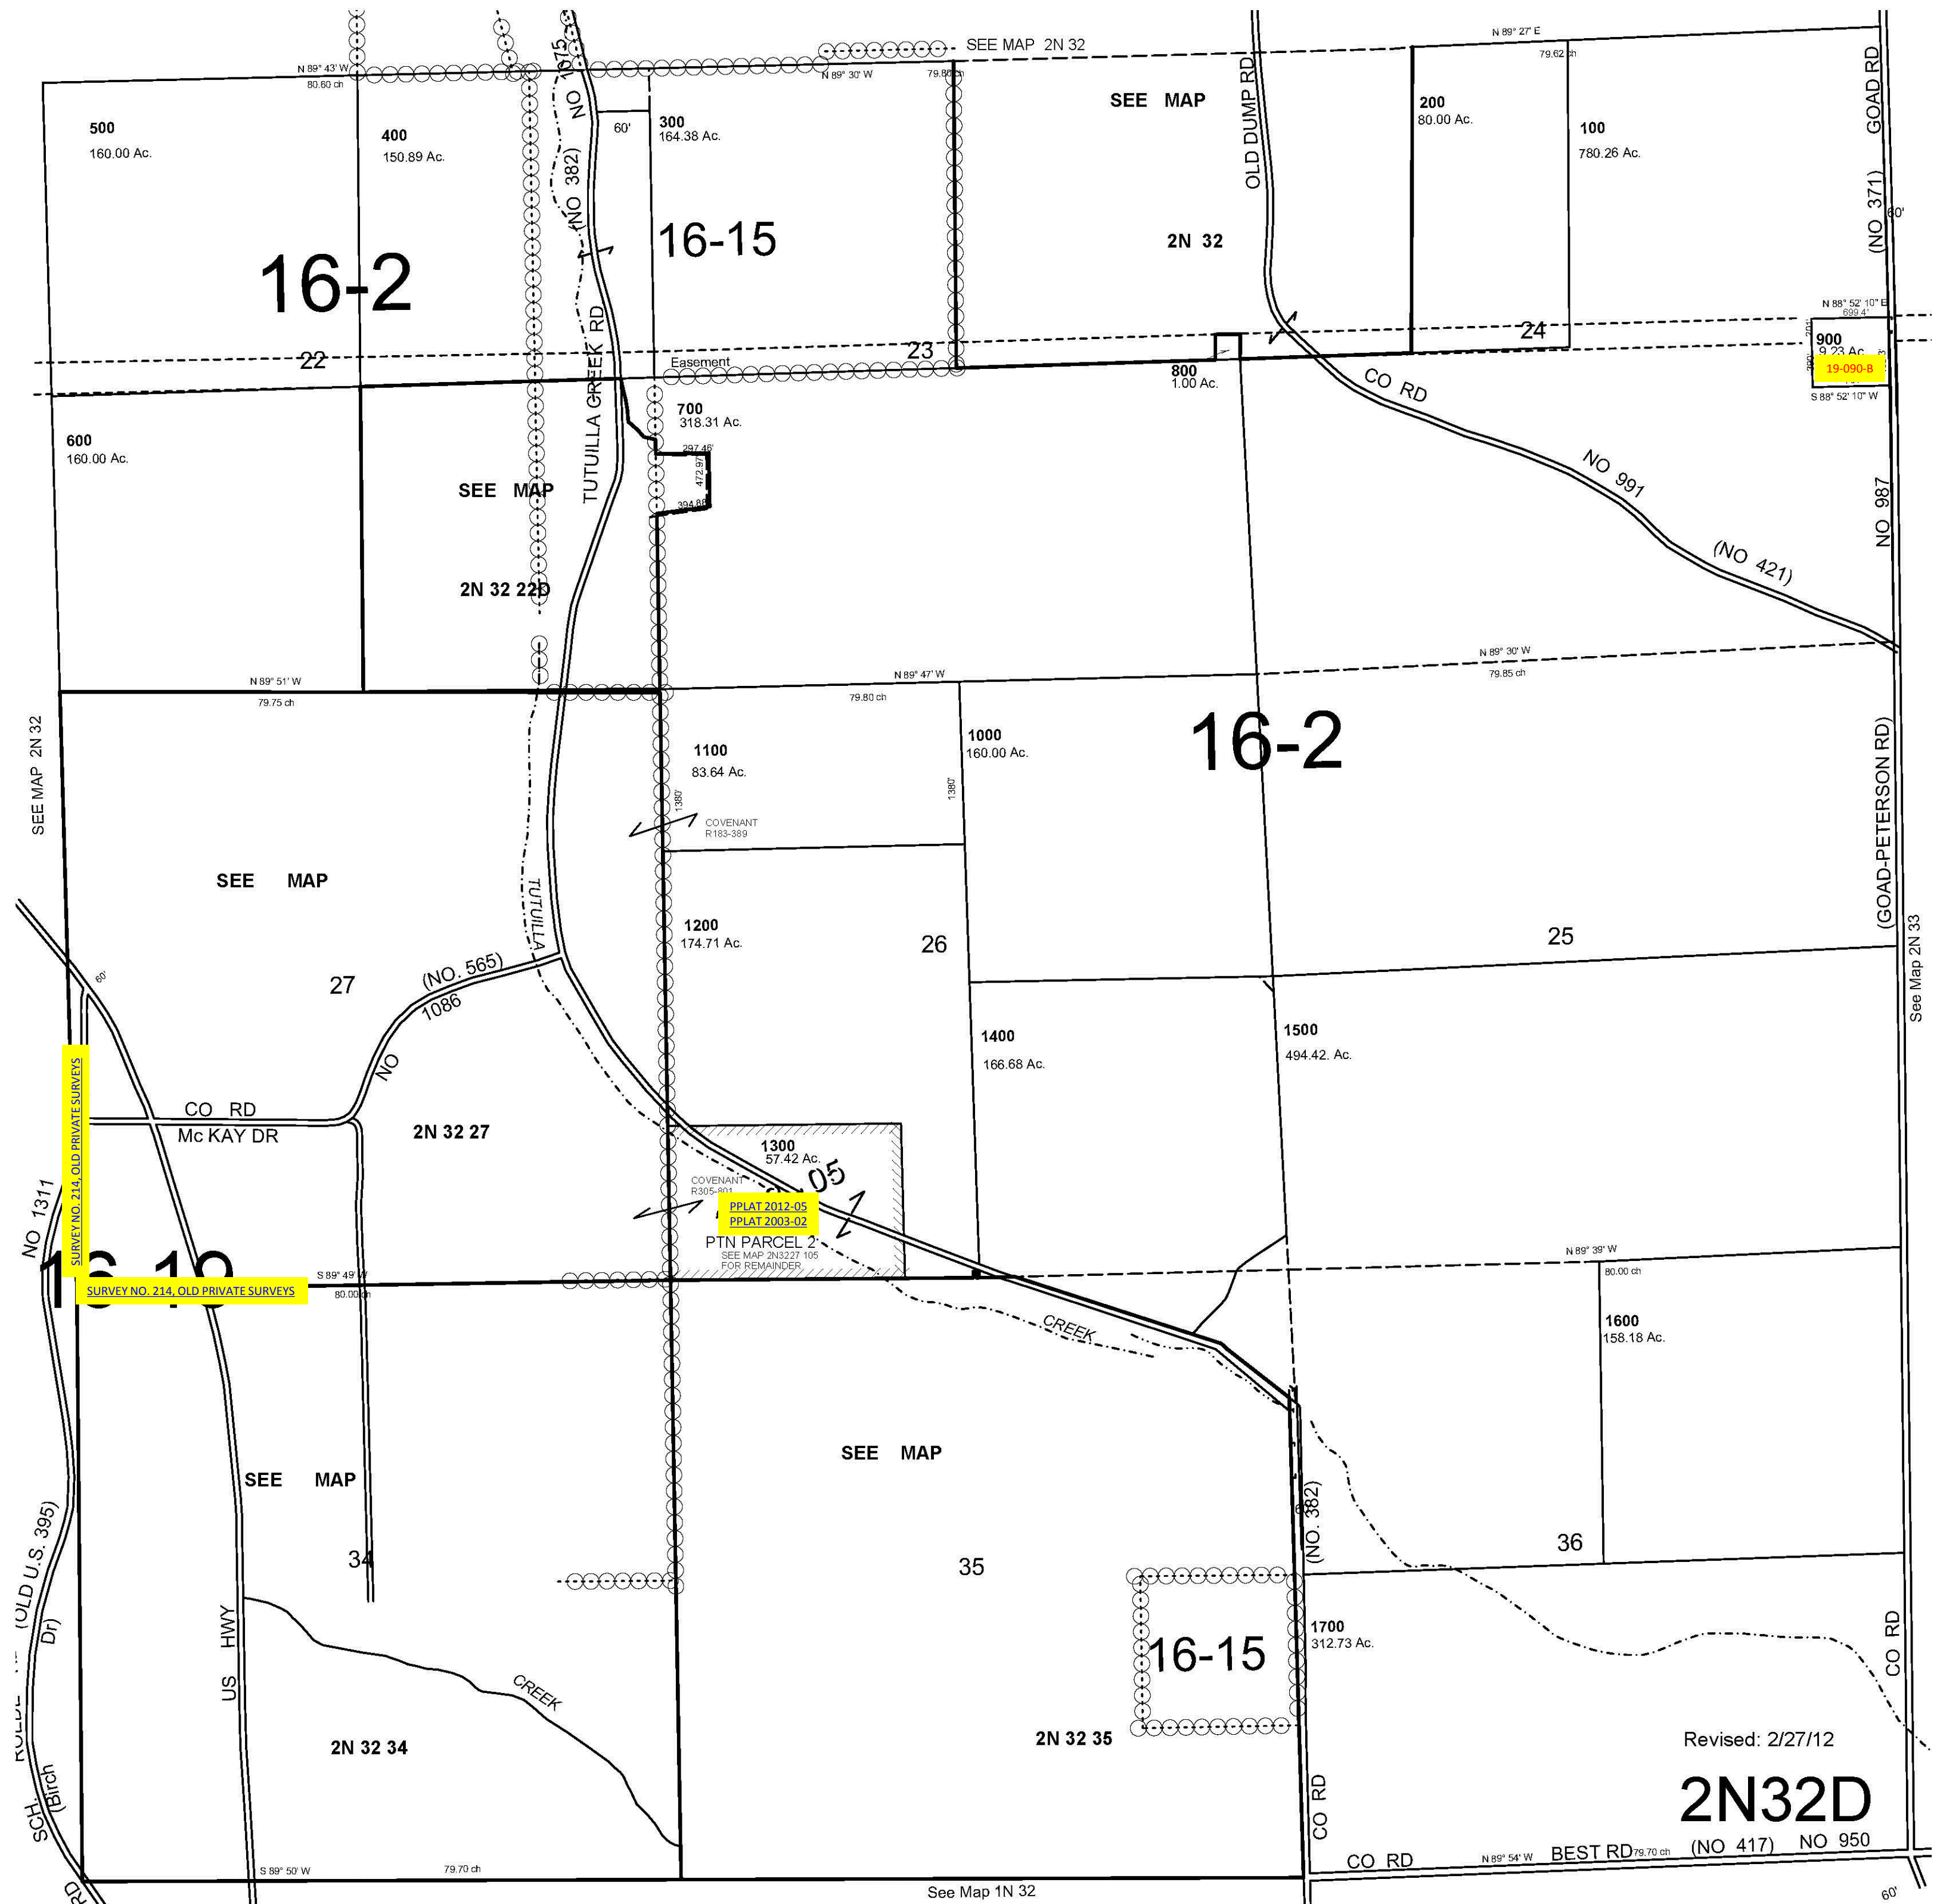 SEE MAP 2N 32
N 89° 27' E
79.62 ch
N 89° 43' W
80.60 ch
N 89° 30' W
79.80 ch
NO 1075
(NO 382)
60'
500
160.00 Ac.
400
150.89 Ac.
300
164.38 Ac.
SEE MAP
2N 32
OLD DUMP RD
200
80.00 Ac.
100
780.26 Ac.
GOAD RD
(NO 371)
60'
16-2
16-15
N 88° 52' 10" E
699.4'
900
9.23 Ac
19-090-B
S 88° 52' 10" W
22
23
24
Easement
800
1.00 Ac.
TUTUILLA CREEK RD
CO RD
NO 991
(NO 421)
NO 987
600
160.00 Ac.
700
318.31 Ac.
297.46'
472.97'
394.88'
SEE MAP
2N 32 22D
N 89° 51' W
79.75 ch
N 89° 47' W
79.80 ch
N 89° 30' W
79.85 ch
SEE MAP 2N 32
1100
83.64 Ac.
1380'
1000
160.00 Ac.
1380'
16-2
(GOAD-PETERSON RD)
COVENANT
R183-389
SEE MAP
TUTUILLA
1200
174.71 Ac.
26
25
See Map 2N 33
60'
27
(NO. 565)
NO 1086
1400
166.68 Ac.
1500
494.42. Ac.
CO RD
Mc KAY DR
2N 32 27
1300
57.42 Ac.
05
COVENANT
R305-801
PPLAT 2012-05
PPLAT 2003-02
PTN PARCEL 2
SEE MAP 2N3227 105
FOR REMAINDER
SURVEY NO. 214, OLD PRIVATE SURVEYS
NO 1311
16-19
SURVEY NO. 214, OLD PRIVATE SURVEYS
S 89° 49' W
80.00 ch
N 89° 39' W
80.00 ch
CREEK
1600
158.18 Ac.
SEE MAP
SEE MAP
(NO. 382)
34
35
36
(OLD U.S. 395)
US HWY
CREEK
16-15
1700
312.73 Ac.
CO RD
2N 32 34
2N 32 35
Revised: 2/27/12
2N32D
SCH.
(Birch Dr)
RD
CO RD
S 89° 50' W
79.70 ch
See Map 1N 32
CO RD
N 89° 54' W
BEST RD
79.70 ch
(NO 417) NO 950
60'